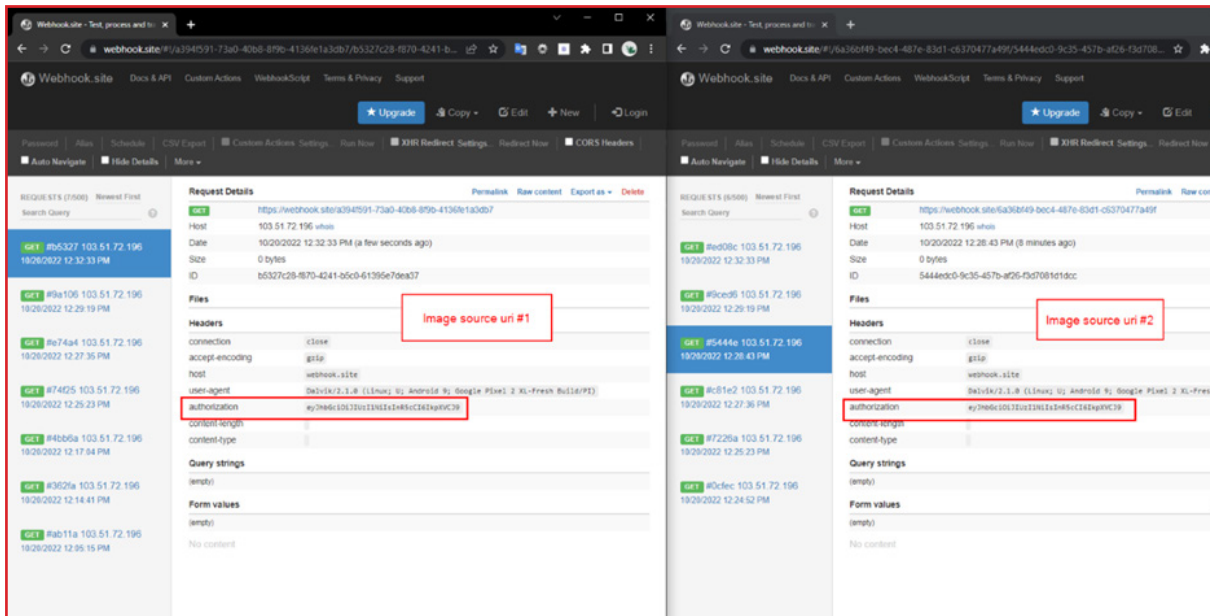 Webhook.site - Test, process and tr
webhook.site/#!/a394f591-73a0-40b8-8f9b-4136fe1a3db7/b5327c28-f870-4241-b...
Webhook.site Docs & API Custom Actions WebhookScript Terms & Privacy Support
Upgrade Copy Edit New Login
Password Alias Schedule CSV Export Custom Actions Settings... Run Now XHR Redirect Settings... Redirect Now CORS Headers
Auto Navigate Hide Details More
REQUESTS (7/500) Newest First
Search Query
GET #b5327 103.51.72.196
10/20/2022 12:32:33 PM
GET #9a106 103.51.72.196
10/20/2022 12:29:19 PM
GET #e74a4 103.51.72.196
10/20/2022 12:27:35 PM
GET #74f25 103.51.72.196
10/20/2022 12:25:23 PM
GET #4bb6a 103.51.72.196
10/20/2022 12:17:04 PM
GET #362fa 103.51.72.196
10/20/2022 12:14:41 PM
GET #ab11a 103.51.72.196
10/20/2022 12:05:15 PM
Request Details Permalink Raw content Export as Delete
GET https://webhook.site/a394f591-73a0-40b8-8f9b-4136fe1a3db7
Host 103.51.72.196 whois
Date 10/20/2022 12:32:33 PM (a few seconds ago)
Size 0 bytes
ID b5327c28-f870-4241-b5c0-61395e7dea37
Files
Image source uri #1
Headers
connection close
accept-encoding gzip
host webhook.site
user-agent Dalvik/2.1.0 (Linux; U; Android 9; Google Pixel 2 XL-Fresh Build/PI)
authorization
content-length
content-type
Query strings
(empty)
Form values
(empty)
No content
Webhook.site - Test, process and tr
webhook.site/#!/6a36bf49-bec4-487e-83d1-c6370477a49f/5444edc0-9c35-457b-af26-f3d708...
Webhook.site Docs & API Custom Actions WebhookScript Terms & Privacy Support
Upgrade Copy Edit
Password Alias Schedule CSV Export Custom Actions Settings... Run Now XHR Redirect Settings... Redirect Now
Auto Navigate Hide Details More
REQUESTS (6/500) Newest First
Search Query
GET #ed08c 103.51.72.196
10/20/2022 12:32:33 PM
GET #9ced6 103.51.72.196
10/20/2022 12:29:19 PM
GET #5444e 103.51.72.196
10/20/2022 12:28:43 PM
GET #c81e2 103.51.72.196
10/20/2022 12:27:36 PM
GET #7226a 103.51.72.196
10/20/2022 12:25:23 PM
GET #0cfec 103.51.72.196
10/20/2022 12:24:52 PM
Request Details Permalink Raw con
GET https://webhook.site/6a36bf49-bec4-487e-83d1-c6370477a49f
Host 103.51.72.196 whois
Date 10/20/2022 12:28:43 PM (8 minutes ago)
Size 0 bytes
ID 5444edc0-9c35-457b-af26-f3d7081d1dcc
Files
Image source uri #2
Headers
connection close
accept-encoding gzip
host webhook.site
user-agent Dalvik/2.1.0 (Linux; U; Android 9; Google Pixel 2 XL-Fres
authorization
content-length
content-type
Query strings
(empty)
Form values
(empty)
No content